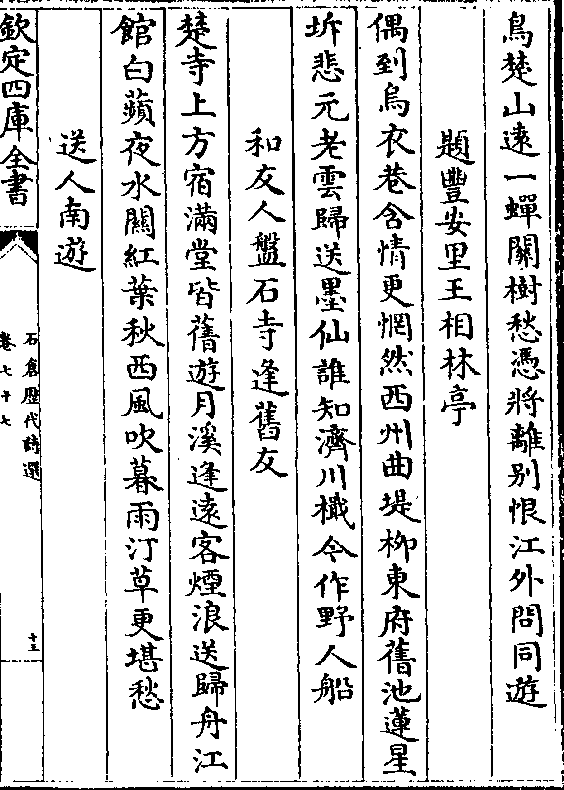 鳥楚山遠一蟬關樹愁憑將離别恨江外問同遊
題豐安里王相林亭
偶到烏衣巷含情更惘然西州曲堤柳東府舊池蓮星
坼悲元老雲歸送墨仙誰知濟川檝今作野人船
和友人盤石寺逢舊友
楚寺上方宿滿堂皆舊遊月溪逢遠客煙浪送歸舟江
館白蘋夜水關紅葉秋西風吹暮雨汀草更堪愁
送人南遊
欽定四庫全書
石倉歴代詩選
卷七十七
十三